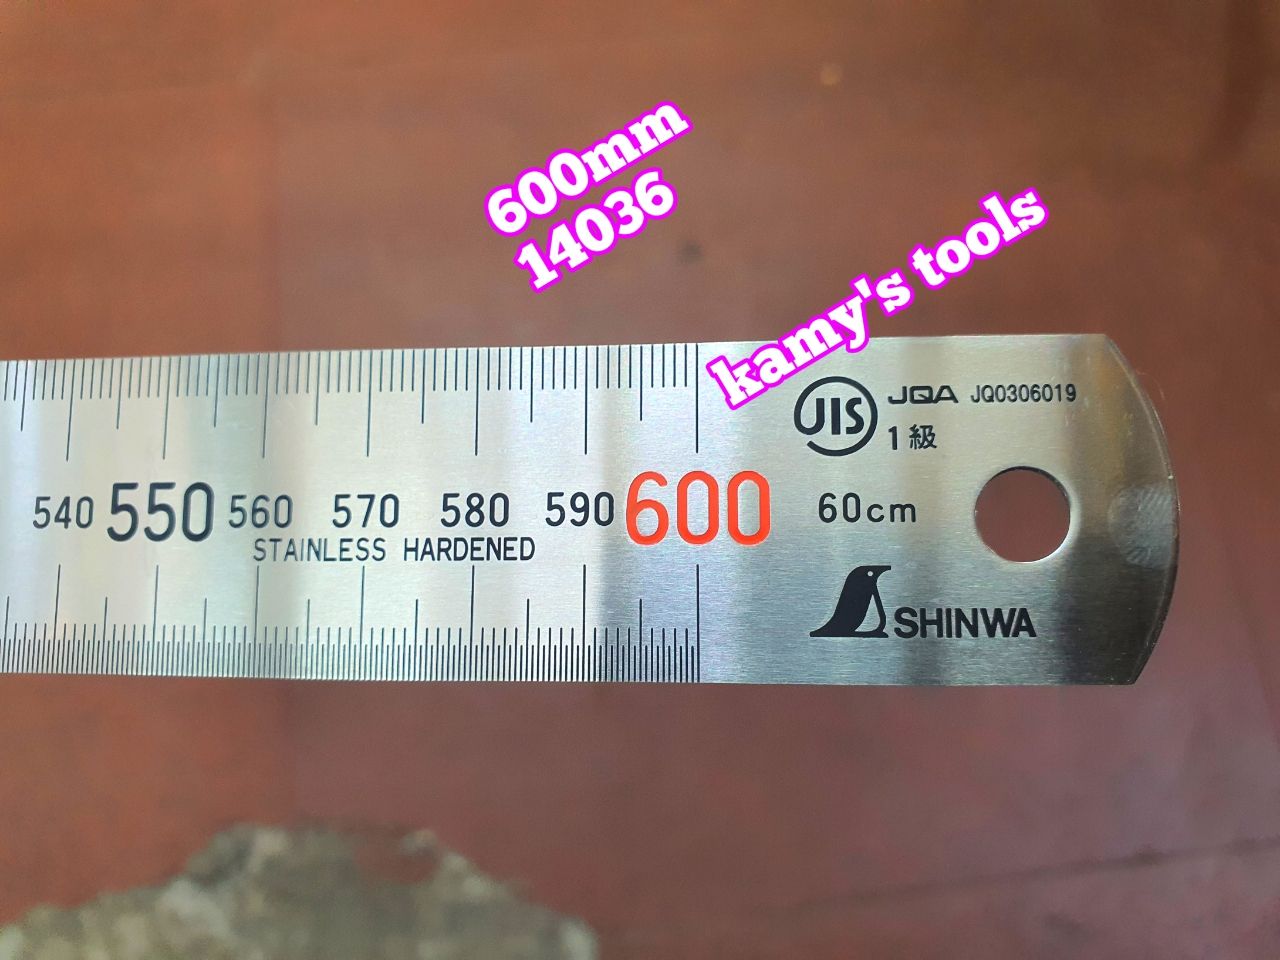 600mm
14036
kamy's tools
JIS JQA JQ0306019
1級
540 550 560 570 580 590 600 60cm
STAINLESS HARDENED
SHINWA